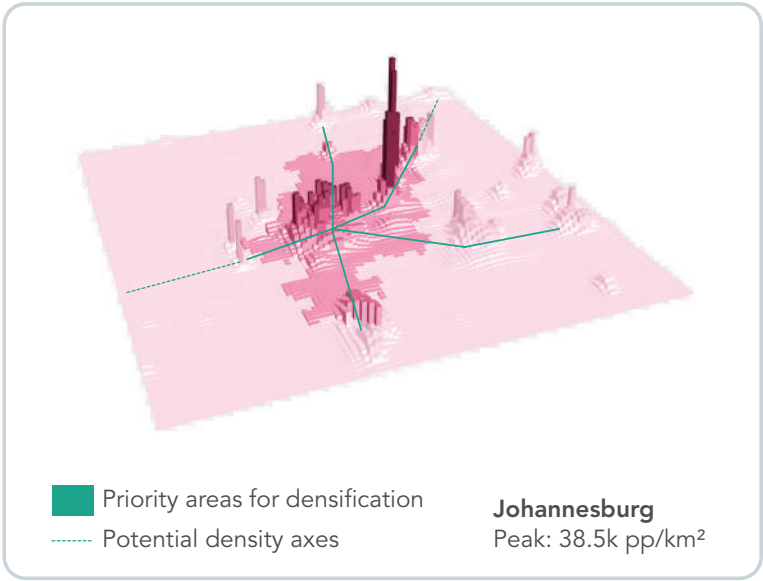 Priority areas for densification
Potential density axes
Johannesburg
Peak: 38.5k pp/km²